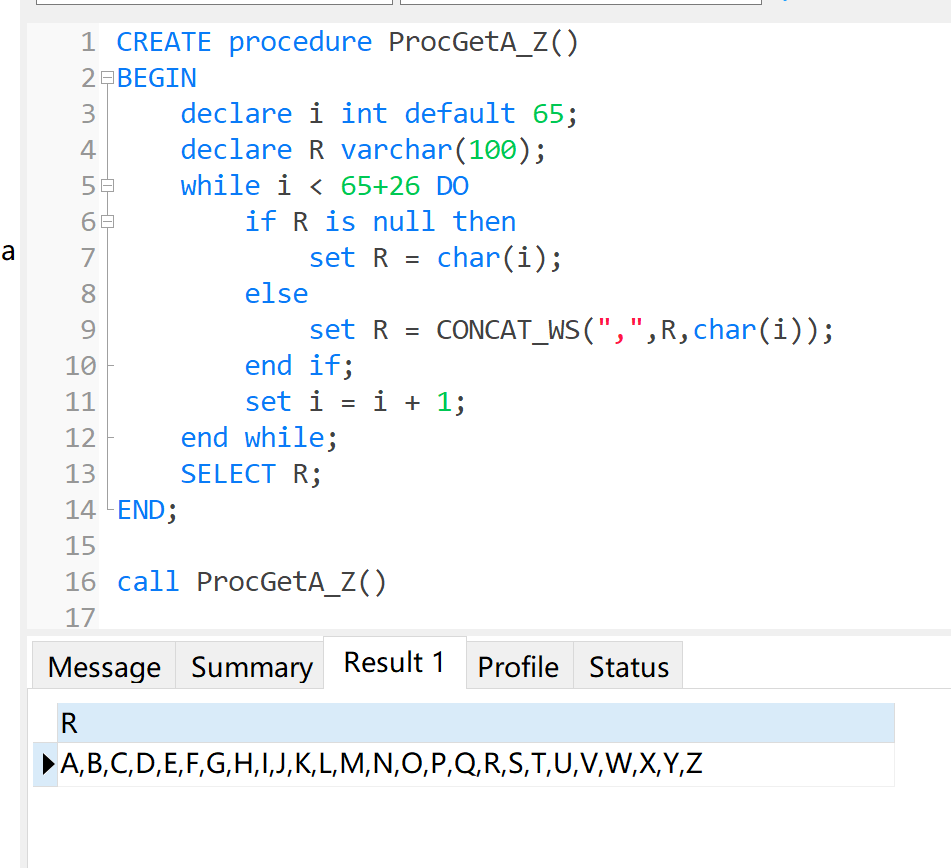 1 CREATE procedure ProcGetA_Z()
2 BEGIN
3 declare i int default 65;
4 declare R varchar(100);
5 while i < 65+26 DO
6 if R is null then
a
7 set R = char(i);
8 else
9 set R = CONCAT_WS(",",R,char(i));
10 end if;
11 set i = i + 1;
12 end while;
13 SELECT R;
14 END;
15
16 call ProcGetA_Z()
17
Message Summary Result 1 Profile Status
R
A,B,C,D,E,F,G,H,I,J,K,L,M,N,O,P,Q,R,S,T,U,V,W,X,Y,Z